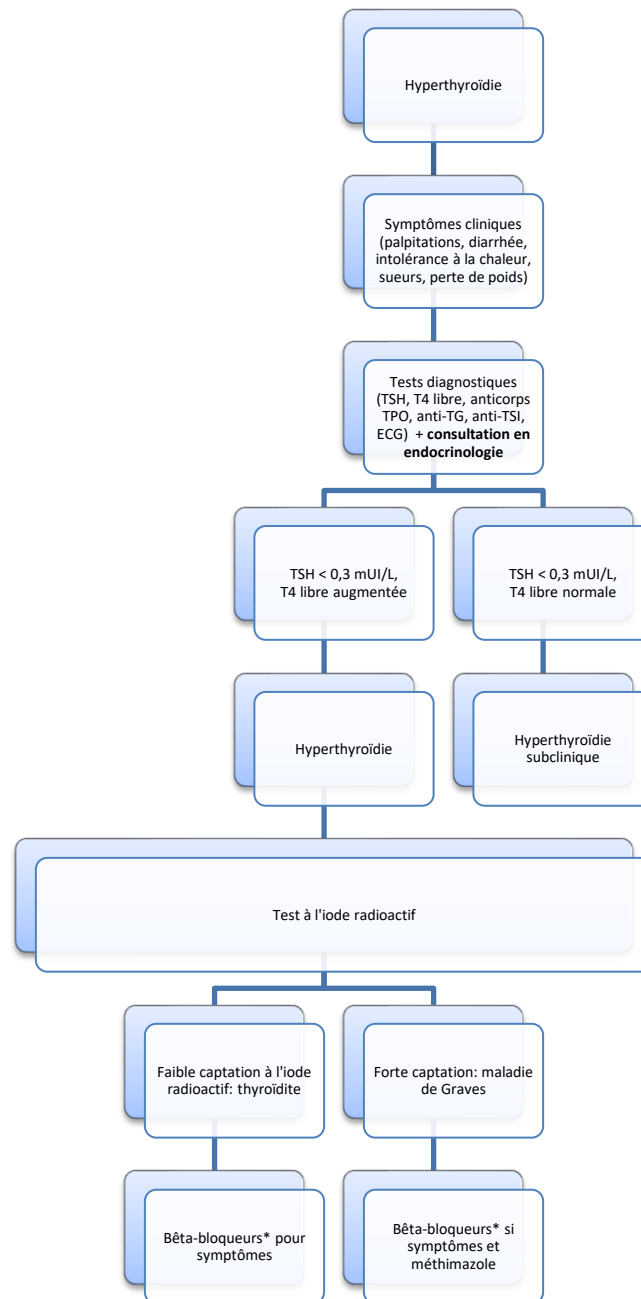 Hyperthyroïdie
Symptômes cliniques
(palpitations, diarrhée,
intolérance à la chaleur,
sueurs, perte de poids)
Tests diagnostiques
(TSH, T4 libre, anticorps
TPO, anti-TG, anti-TSI,
ECG) + consultation en
endocrinologie
TSH < 0,3 mUI/L,
T4 libre augmentée
TSH < 0,3 mUI/L,
T4 libre normale
Hyperthyroïdie
Hyperthyroïdie
subclinique
Test à l'iode radioactif
Faible captation à l'iode
radioactif: thyroïdite
Forte captation: maladie
de Graves
Bêta-bloqueurs* pour
symptômes
Bêta-bloqueurs* si
symptômes et
méthimazole